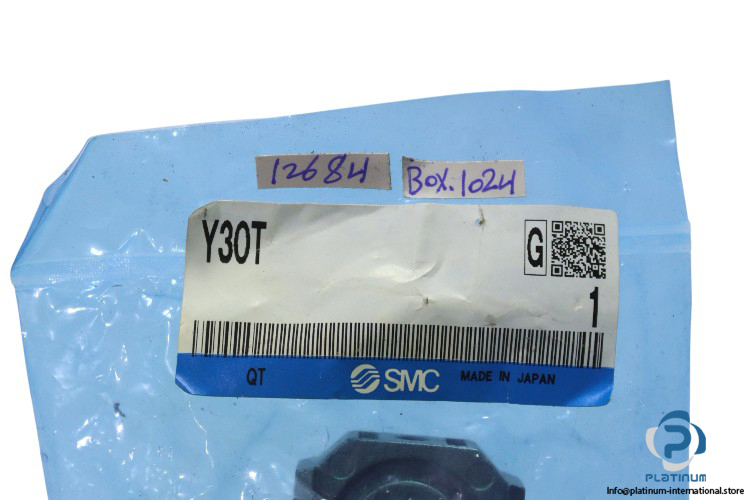 12684
Box.1024
Y30T
G
1
QT
SMC
MADE IN JAPAN
P
PLATINUM
Info@platinum-international.store